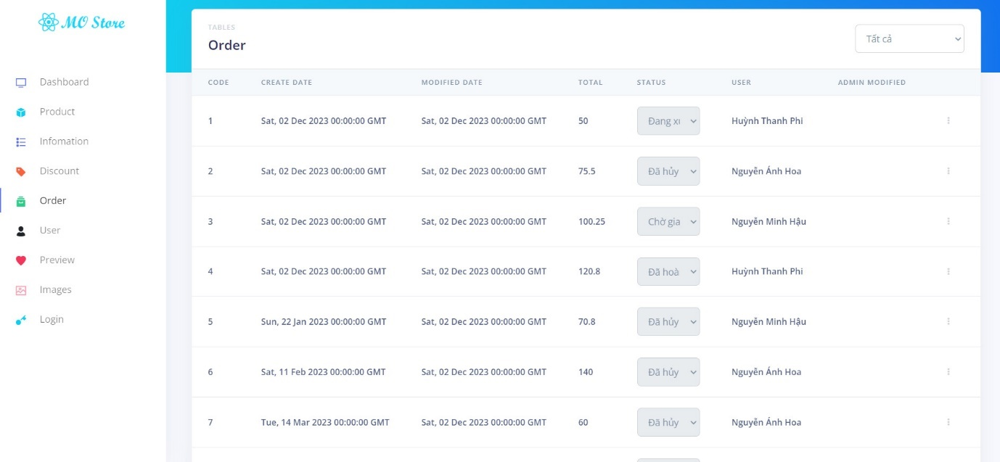 MO Store
Dashboard
Product
Infomation
Discount
Order
User
Preview
Images
Login
TABLES
Order
Tất cả
CODE CREATE DATE MODIFIED DATE TOTAL STATUS USER ADMIN MODIFIED
1 Sat, 02 Dec 2023 00:00:00 GMT Sat, 02 Dec 2023 00:00:00 GMT 50 Đang xu Huỳnh Thanh Phi
2 Sat, 02 Dec 2023 00:00:00 GMT Sat, 02 Dec 2023 00:00:00 GMT 75.5 Đã hủy Nguyễn Ánh Hoa
3 Sat, 02 Dec 2023 00:00:00 GMT Sat, 02 Dec 2023 00:00:00 GMT 100.25 Chờ gia Nguyễn Minh Hậu
4 Sat, 02 Dec 2023 00:00:00 GMT Sat, 02 Dec 2023 00:00:00 GMT 120.8 Đã hoà Huỳnh Thanh Phi
5 Sun, 22 Jan 2023 00:00:00 GMT Sat, 02 Dec 2023 00:00:00 GMT 70.8 Đã hủy Nguyễn Minh Hậu
6 Sat, 11 Feb 2023 00:00:00 GMT Sat, 02 Dec 2023 00:00:00 GMT 140 Đã hủy Nguyễn Ánh Hoa
7 Tue, 14 Mar 2023 00:00:00 GMT Sat, 02 Dec 2023 00:00:00 GMT 60 Đã hủy Nguyễn Ánh Hoa